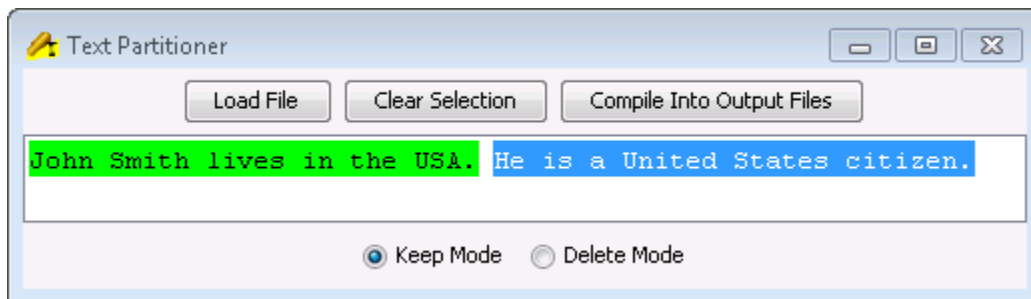 Text Partitioner
Load File Clear Selection Compile Into Output Files
John Smith lives in the USA. He is a United States citizen.
Keep Mode Delete Mode